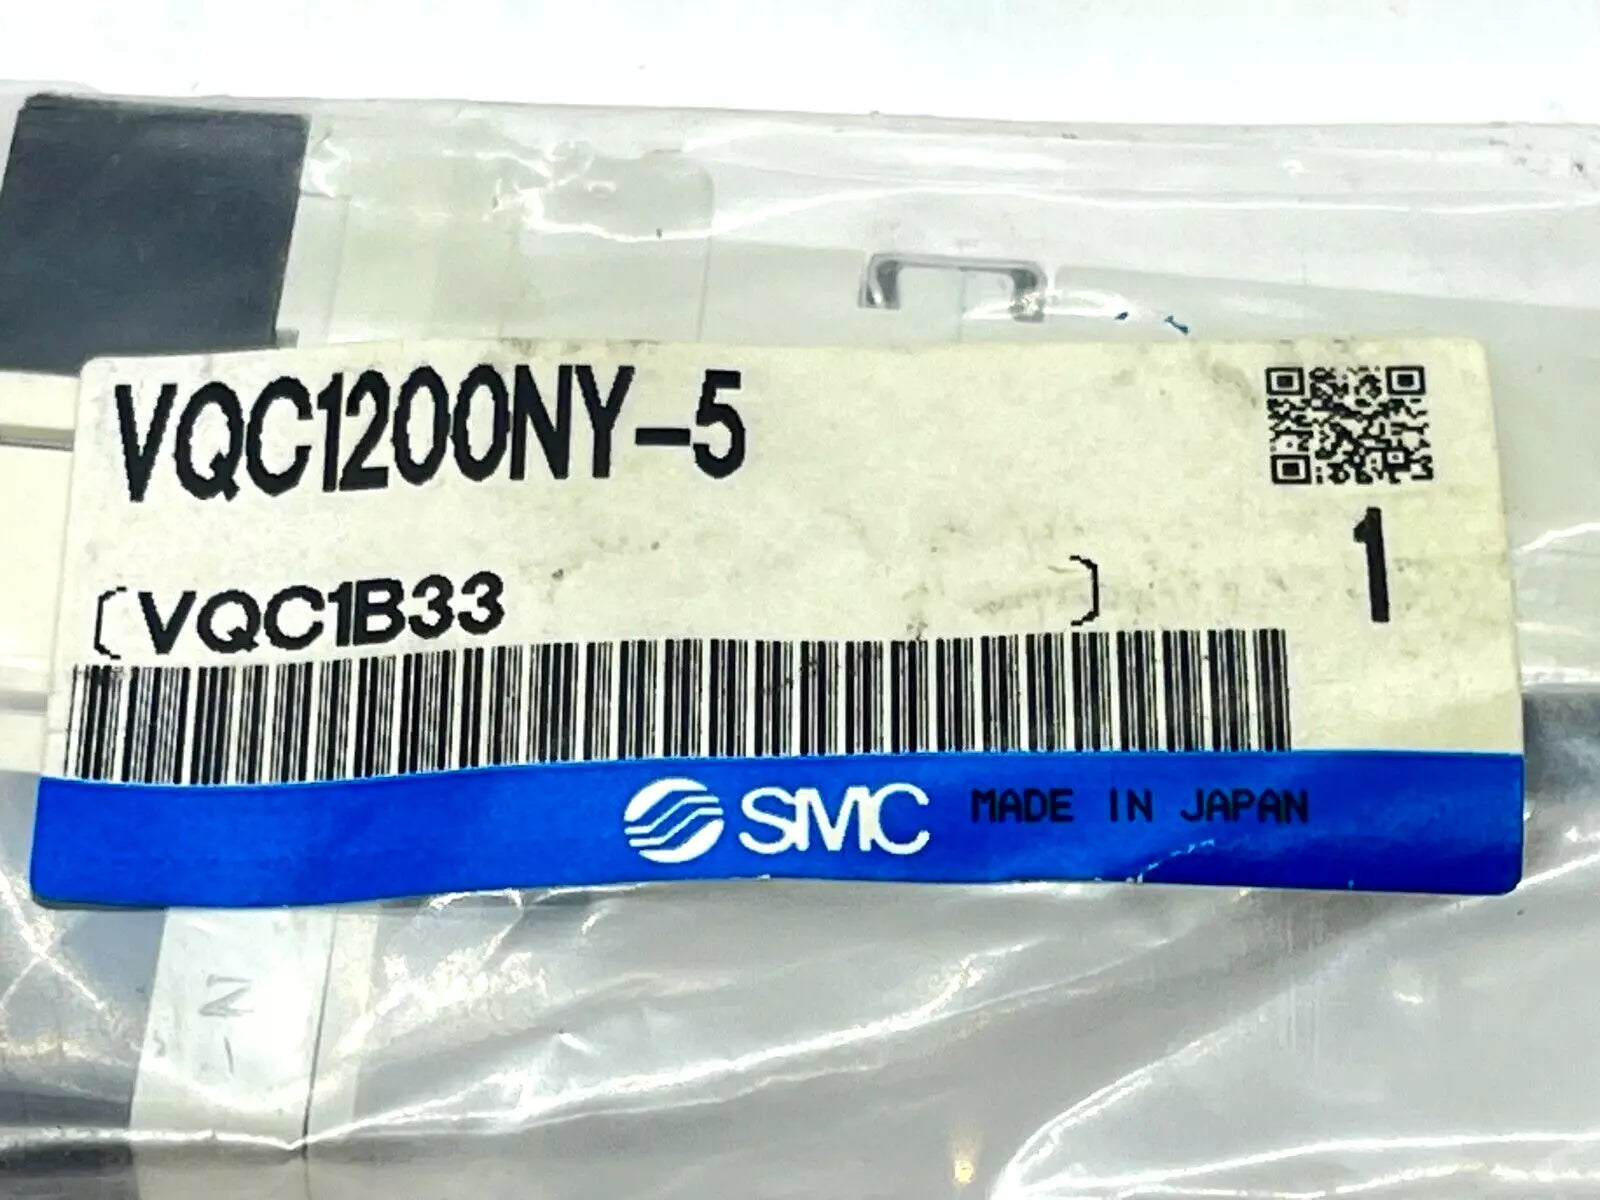 VQC1200NY-5
1
(VQC1B33 )
SMC MADE IN JAPAN
N